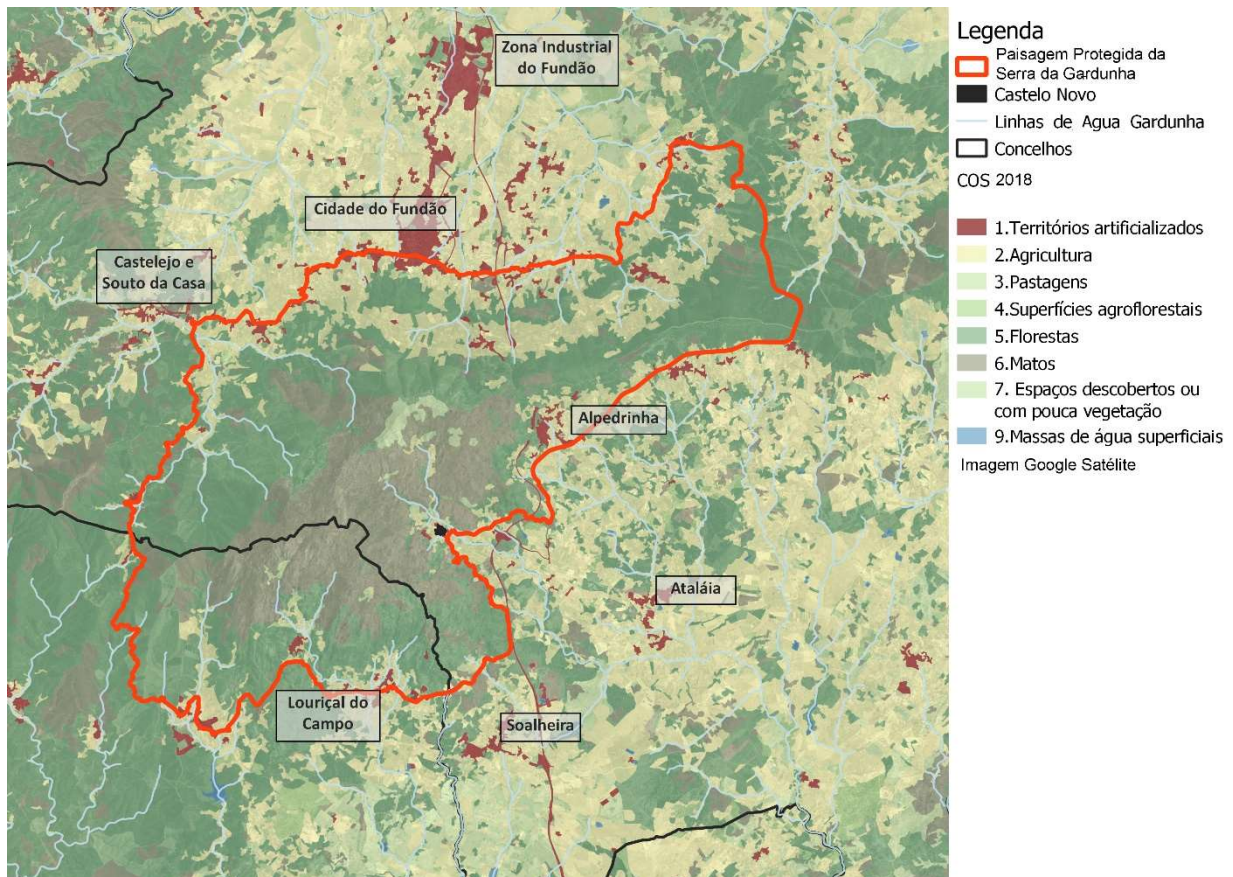 Zona Industrial
do Fundão
Cidade do Fundão
Castelejo e
Souto da Casa
Alpedrinha
Ataláia
Louriçal do
Campo
Soalheira
Legenda
Paisagem Protegida da
Serra da Gardunha
Castelo Novo
Linhas de Agua Gardunha
Concelhos
COS 2018
1.Territórios artificializados
2.Agricultura
3.Pastagens
4.Superfícies agroflorestais
5.Florestas
6.Matos
7. Espaços descobertos ou
com pouca vegetação
9.Massas de água superficiais
Imagem Google Satélite